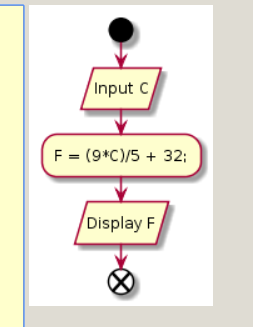 Input C
F = (9*C)/5 + 32;
Display F